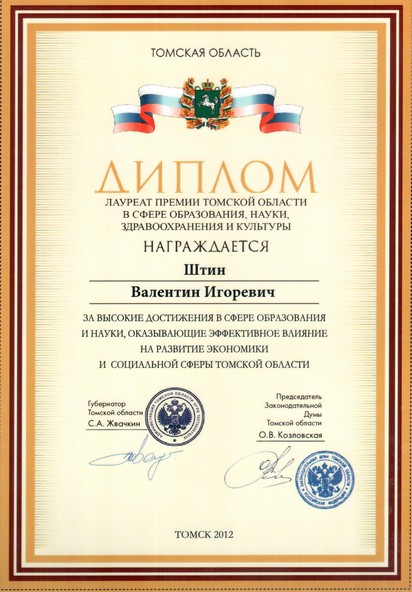 ТОМСКАЯ ОБЛАСТЬ
ДИПЛОМ
ЛАУРЕАТ ПРЕМИИ ТОМСКОЙ ОБЛАСТИ
В СФЕРЕ ОБРАЗОВАНИЯ, НАУКИ,
ЗДРАВООХРАНЕНИЯ И КУЛЬТУРЫ
НАГРАЖДАЕТСЯ
Штин
Валентин Игоревич
ЗА ВЫСОКИЕ ДОСТИЖЕНИЯ В СФЕРЕ ОБРАЗОВАНИЯ
И НАУКИ, ОКАЗЫВАЮЩИЕ ЭФФЕКТИВНОЕ ВЛИЯНИЕ
НА РАЗВИТИЕ ЭКОНОМИКИ
И СОЦИАЛЬНОЙ СФЕРЫ ТОМСКОЙ ОБЛАСТИ
Губернатор
Томской области
С.А. Жвачкин
Председатель
Законодательной
Думы
Томской области
О.В. Козловская
ТОМСК 2012